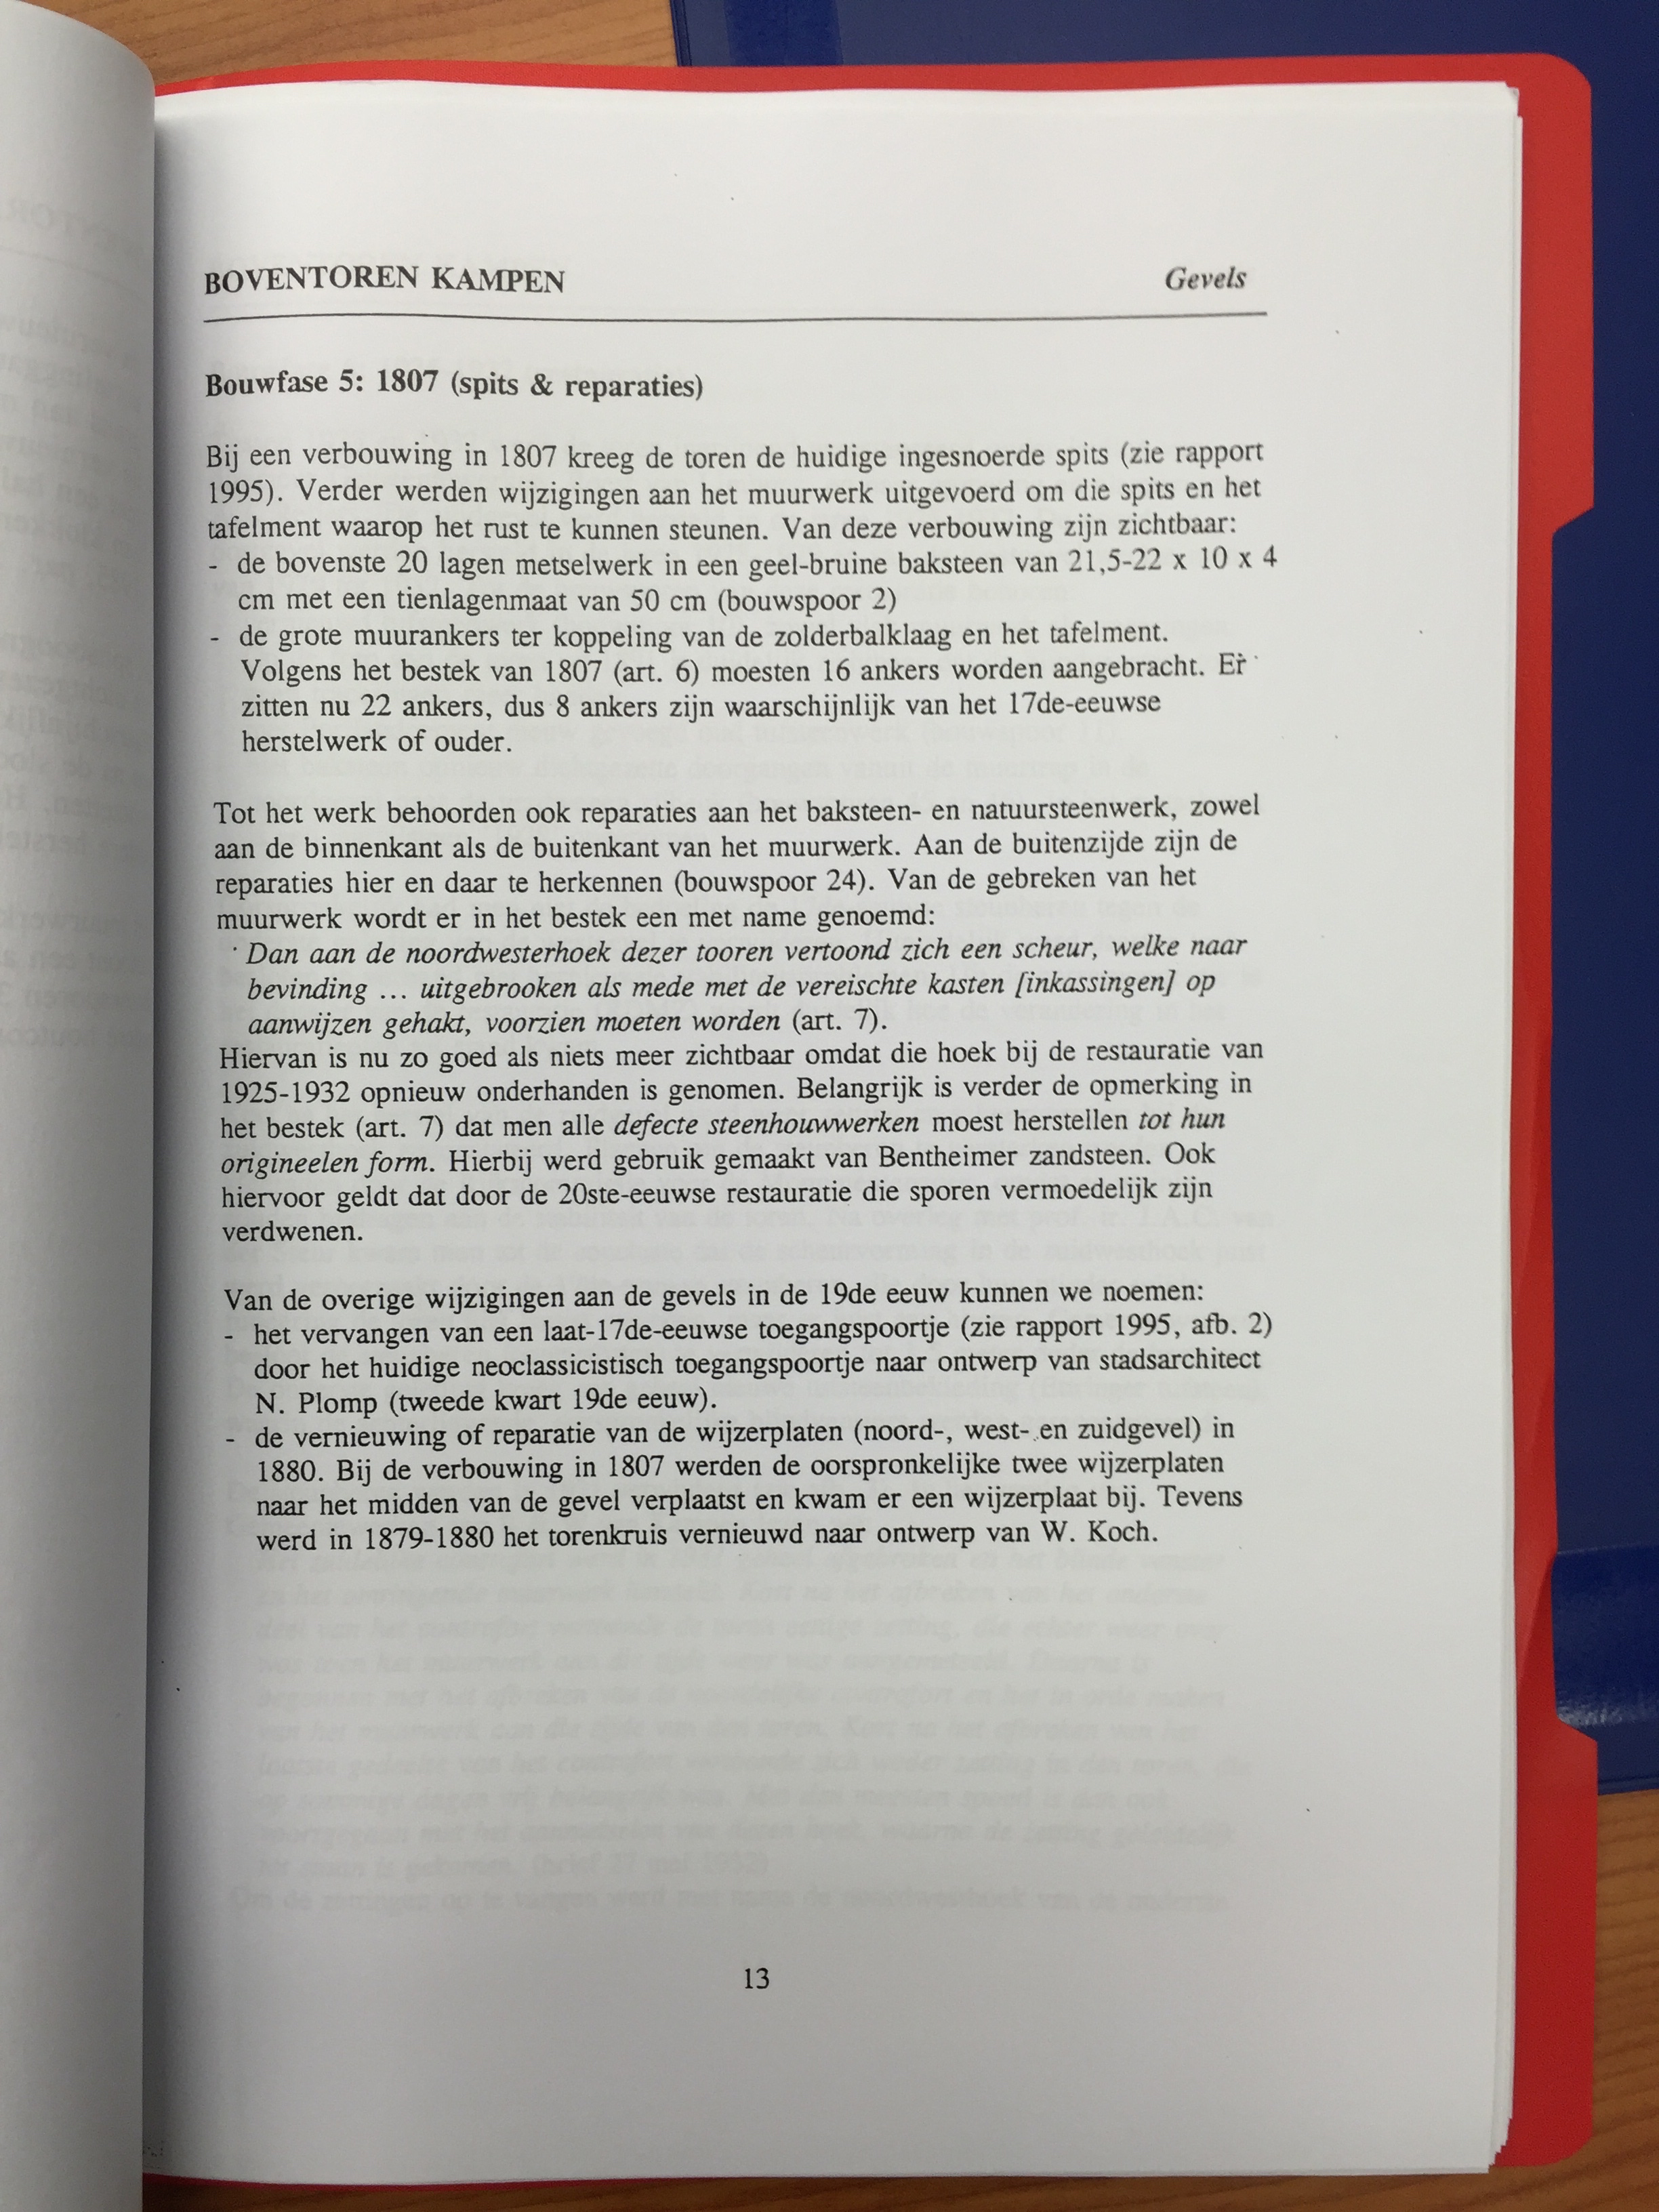 BOVENTOREN KAMPEN Gevels
Bouwfase 5: 1807 (spits & reparaties)
Bij een verbouwing in 1807 kreeg de toren de huidige ingesnoerde spits (zie rapport
1995). Verder werden wijzigingen aan het muurwerk uitgevoerd om die spits en het
tafelment waarop het rust te kunnen steunen. Van deze verbouwing zijn zichtbaar:
- de bovenste 20 lagen metselwerk in een geel-bruine baksteen van 21,5-22 x 10 x 4
cm met een tienlagenmaat van 50 cm (bouwspoor 2)
- de grote muurankers ter koppeling van de zolderbalklaag en het tafelment.
Volgens het bestek van 1807 (art. 6) moesten 16 ankers worden aangebracht. Er
zitten nu 22 ankers, dus 8 ankers zijn waarschijnlijk van het 17de-eeuwse
herstelwerk of ouder.
Tot het werk behoorden ook reparaties aan het baksteen- en natuursteenwerk, zowel
aan de binnenkant als de buitenkant van het muurwerk. Aan de buitenzijde zijn de
reparaties hier en daar te herkennen (bouwspoor 24). Van de gebreken van het
muurwerk wordt er in het bestek een met name genoemd:
Dan aan de noordwesterhoek dezer tooren vertoond zich een scheur, welke naar
bevinding ... uitgebrooken als mede met de vereischte kasten [inkassingen] op
aanwijzen gehakt, voorzien moeten worden (art. 7).
Hiervan is nu zo goed als niets meer zichtbaar omdat die hoek bij de restauratie van
1925-1932 opnieuw onderhanden is genomen. Belangrijk is verder de opmerking in
het bestek (art. 7) dat men alle defecte steenhouwwerken moest herstellen tot hun
origineelen form. Hierbij werd gebruik gemaakt van Bentheimer zandsteen. Ook
hiervoor geldt dat door de 20ste-eeuwse restauratie die sporen vermoedelijk zijn
verdwenen.
Van de overige wijzigingen aan de gevels in de 19de eeuw kunnen we noemen:
- het vervangen van een laat-17de-eeuwse toegangspoortje (zie rapport 1995, afb. 2)
door het huidige neoclassicistisch toegangspoortje naar ontwerp van stadsarchitect
N. Plomp (tweede kwart 19de eeuw).
- de vernieuwing of reparatie van de wijzerplaten (noord-, west- en zuidgevel) in
1880. Bij de verbouwing in 1807 werden de oorspronkelijke twee wijzerplaten
naar het midden van de gevel verplaatst en kwam er een wijzerplaat bij. Tevens
werd in 1879-1880 het torenkruis vernieuwd naar ontwerp van W. Koch.
13